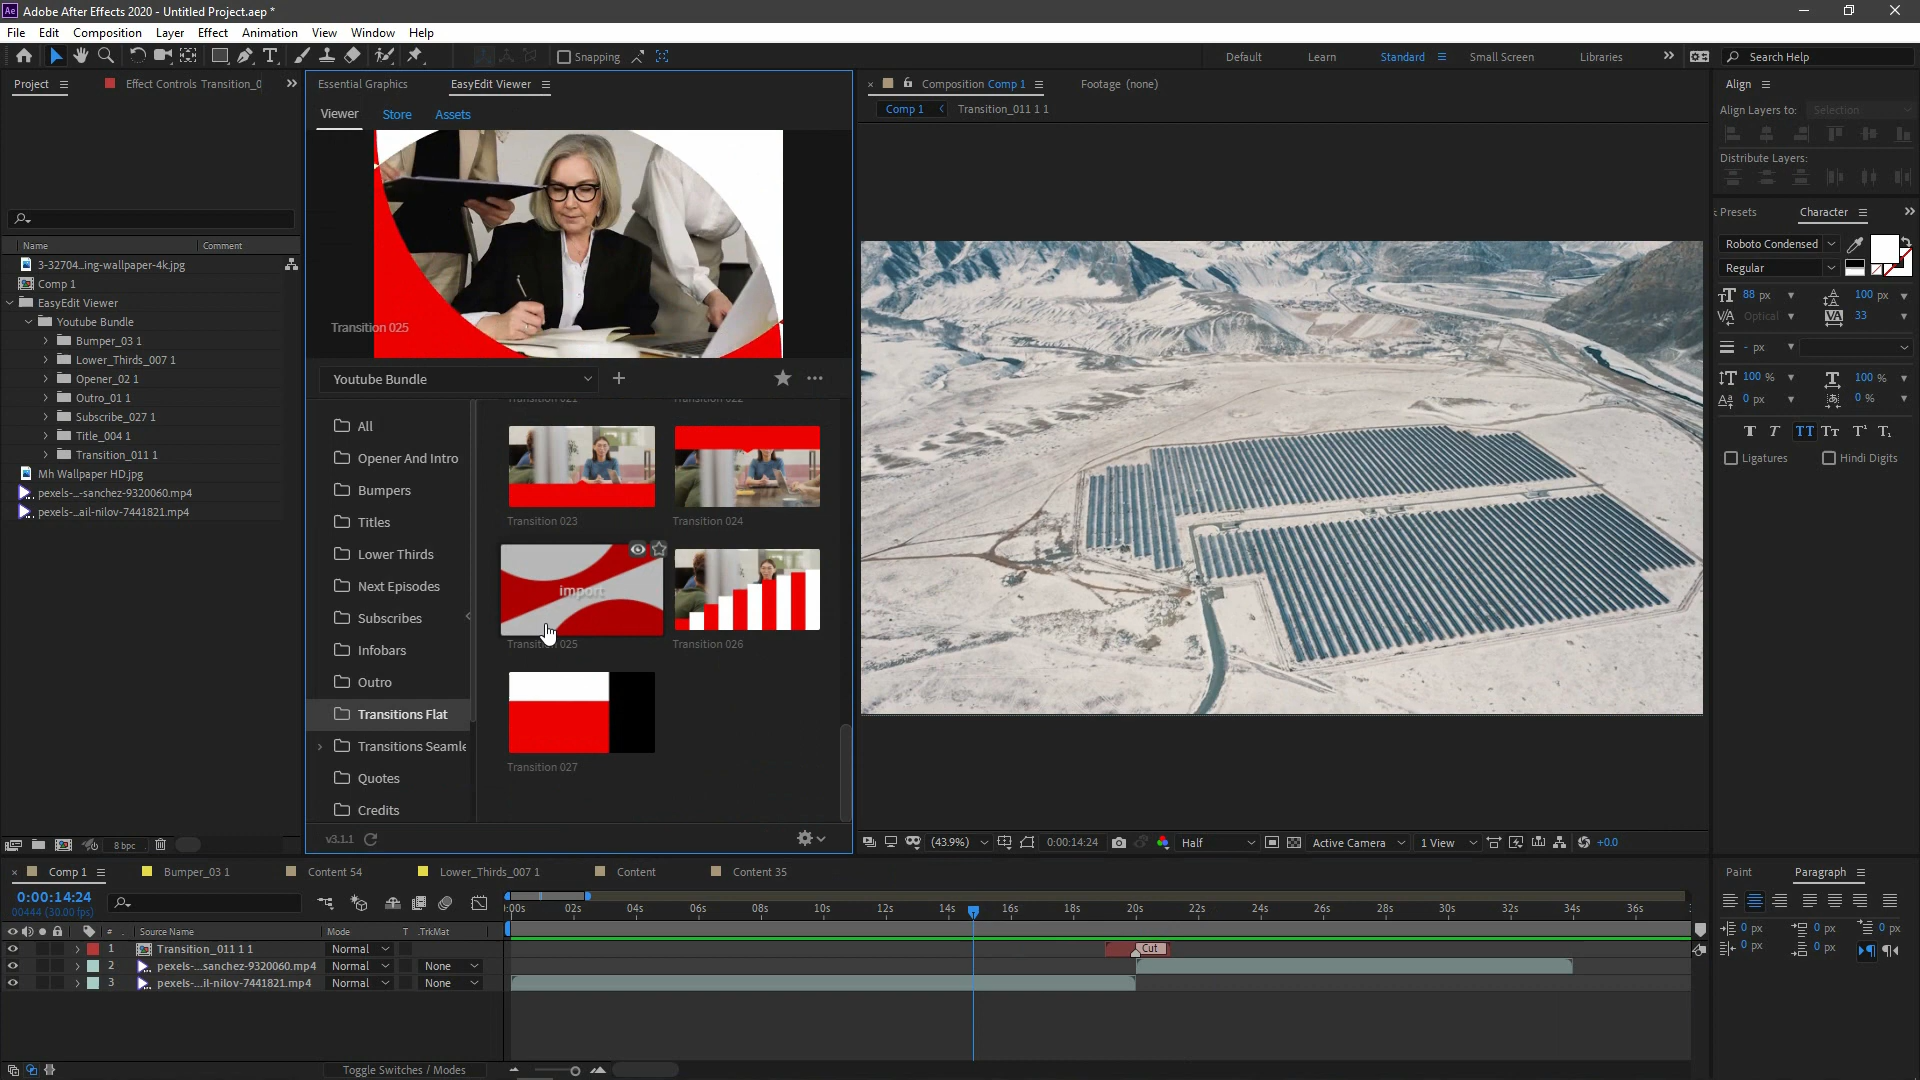 Adobe After Effects 2020 - Untitled Project.aep *
File Edit Composition Layer Effect Animation View Window Help
Snapping
Default Learn Standard Small Screen Libraries
Search Help
Project
Effect Controls Transition_0
Name Comment
3-32704...ing-wallpaper-4k.jpg
Comp 1
EasyEdit Viewer
Youtube Bundle
Bumper_03 1
Lower_Thirds_007 1
Opener_02 1
Outro_01 1
Subscribe_027 1
Title_004 1
Transition_011 1
Mh Wallpaper HD.jpg
pexels-...-sanchez-9320060.mp4
pexels-...ail-nilov-7441821.mp4
8 bpc
Essential Graphics EasyEdit Viewer
Viewer Store Assets
Transition 025
Youtube Bundle
All
Opener And Intro
Bumpers
Titles
Lower Thirds
Next Episodes
Subscribes
Infobars
Outro
Transitions Flat
Transitions Seamle
Quotes
Credits
Transition 021 Transition 022
Transition 023 Transition 024
import
Transition 025 Transition 026
Transition 027
v3.1.1
Composition Comp 1
Footage (none)
Comp 1 Transition_011 1 1
(43.9%) 0:00:14:24 Half Active Camera 1 View +0.0
Align
Align Layers to: Selection
Distribute Layers:
Presets Character
Roboto Condensed
Regular
88 px 100 px
Optical 33
- px
100 % 100 %
0 px 0 %
Ligatures Hindi Digits
Comp 1 Bumper_03 1 Content 54 Lower_Thirds_007 1 Content Content 35
0:00:14:24
00444 (30.00 fps)
# Source Name Mode T .TrkMat
1 Transition_011 1 1 Normal
2 pexels-...sanchez-9320060.mp4 Normal None
3 pexels-...il-nilov-7441821.mp4 Normal None
:00s 02s 04s 06s 08s 10s 12s 14s 16s 18s 20s 22s 24s 26s 28s 30s 32s 34s 36s
Cut
Toggle Switches / Modes
Paint Paragraph
0 px 0 px 0 px
0 px 0 px